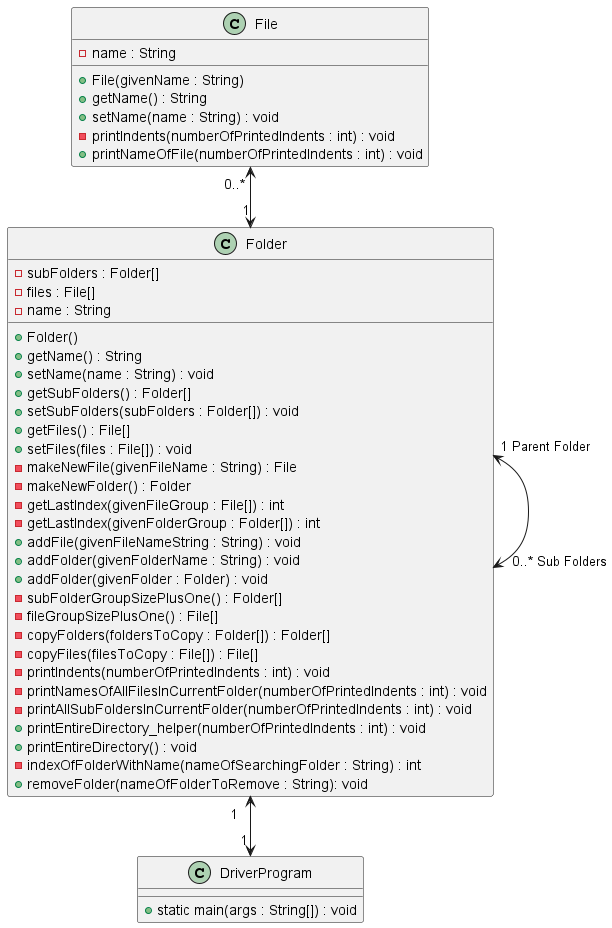 C File
name : String
File(givenName : String)
getName() : String
setName(name : String) : void
printIndents(numberOfPrintedIndents : int) : void
printNameOfFile(numberOfPrintedIndents : int) : void
0..*
1
C Folder
subFolders : Folder[]
files : File[]
name : String
Folder()
getName() : String
setName(name : String) : void
getSubFolders() : Folder[]
setSubFolders(subFolders : Folder[]) : void
getFiles() : File[]
setFiles(files : File[]) : void
makeNewFile(givenFileName : String) : File
makeNewFolder() : Folder
getLastIndex(givenFileGroup : File[]) : int
getLastIndex(givenFolderGroup : Folder[]) : int
addFile(givenFileNameString : String) : void
addFolder(givenFolderName : String) : void
addFolder(givenFolder : Folder) : void
subFolderGroupSizePlusOne() : Folder[]
fileGroupSizePlusOne() : File[]
copyFolders(foldersToCopy : Folder[]) : Folder[]
copyFiles(filesToCopy : File[]) : File[]
printIndents(numberOfPrintedIndents : int) : void
printNamesOfAllFilesInCurrentFolder(numberOfPrintedIndents : int) : void
printAllSubFoldersInCurrentFolder(numberOfPrintedIndents : int) : void
printEntireDirectory_helper(numberOfPrintedIndents : int) : void
printEntireDirectory() : void
indexOfFolderWithName(nameOfSearchingFolder : String) : int
removeFolder(nameOfFolderToRemove : String): void
1 Parent Folder
0..* Sub Folders
1
1
C DriverProgram
static main(args : String[]) : void